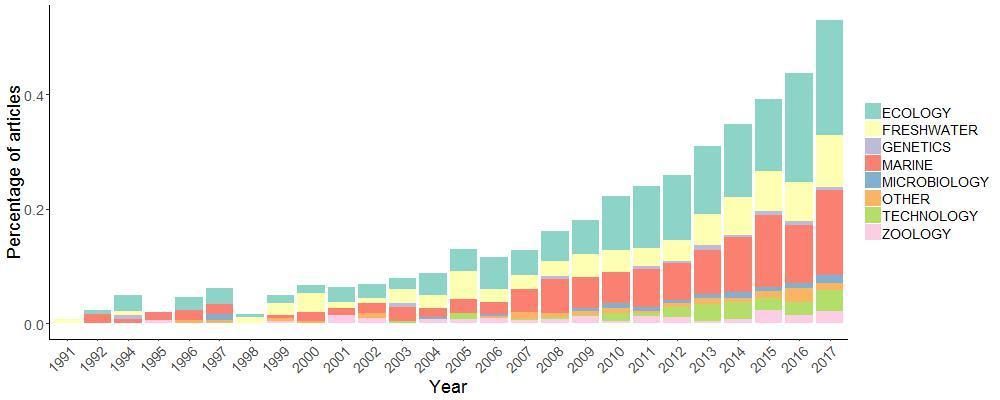 Percentage of articles
0.4
0.2
0.0
1991 1992 1994 1995 1996 1997 1998 1999 2000 2001 2002 2003 2004 2005 2006 2007 2008 2009 2010 2011 2012 2013 2014 2015 2016 2017
Year
ECOLOGY
FRESHWATER
GENETICS
MARINE
MICROBIOLOGY
OTHER
TECHNOLOGY
ZOOLOGY